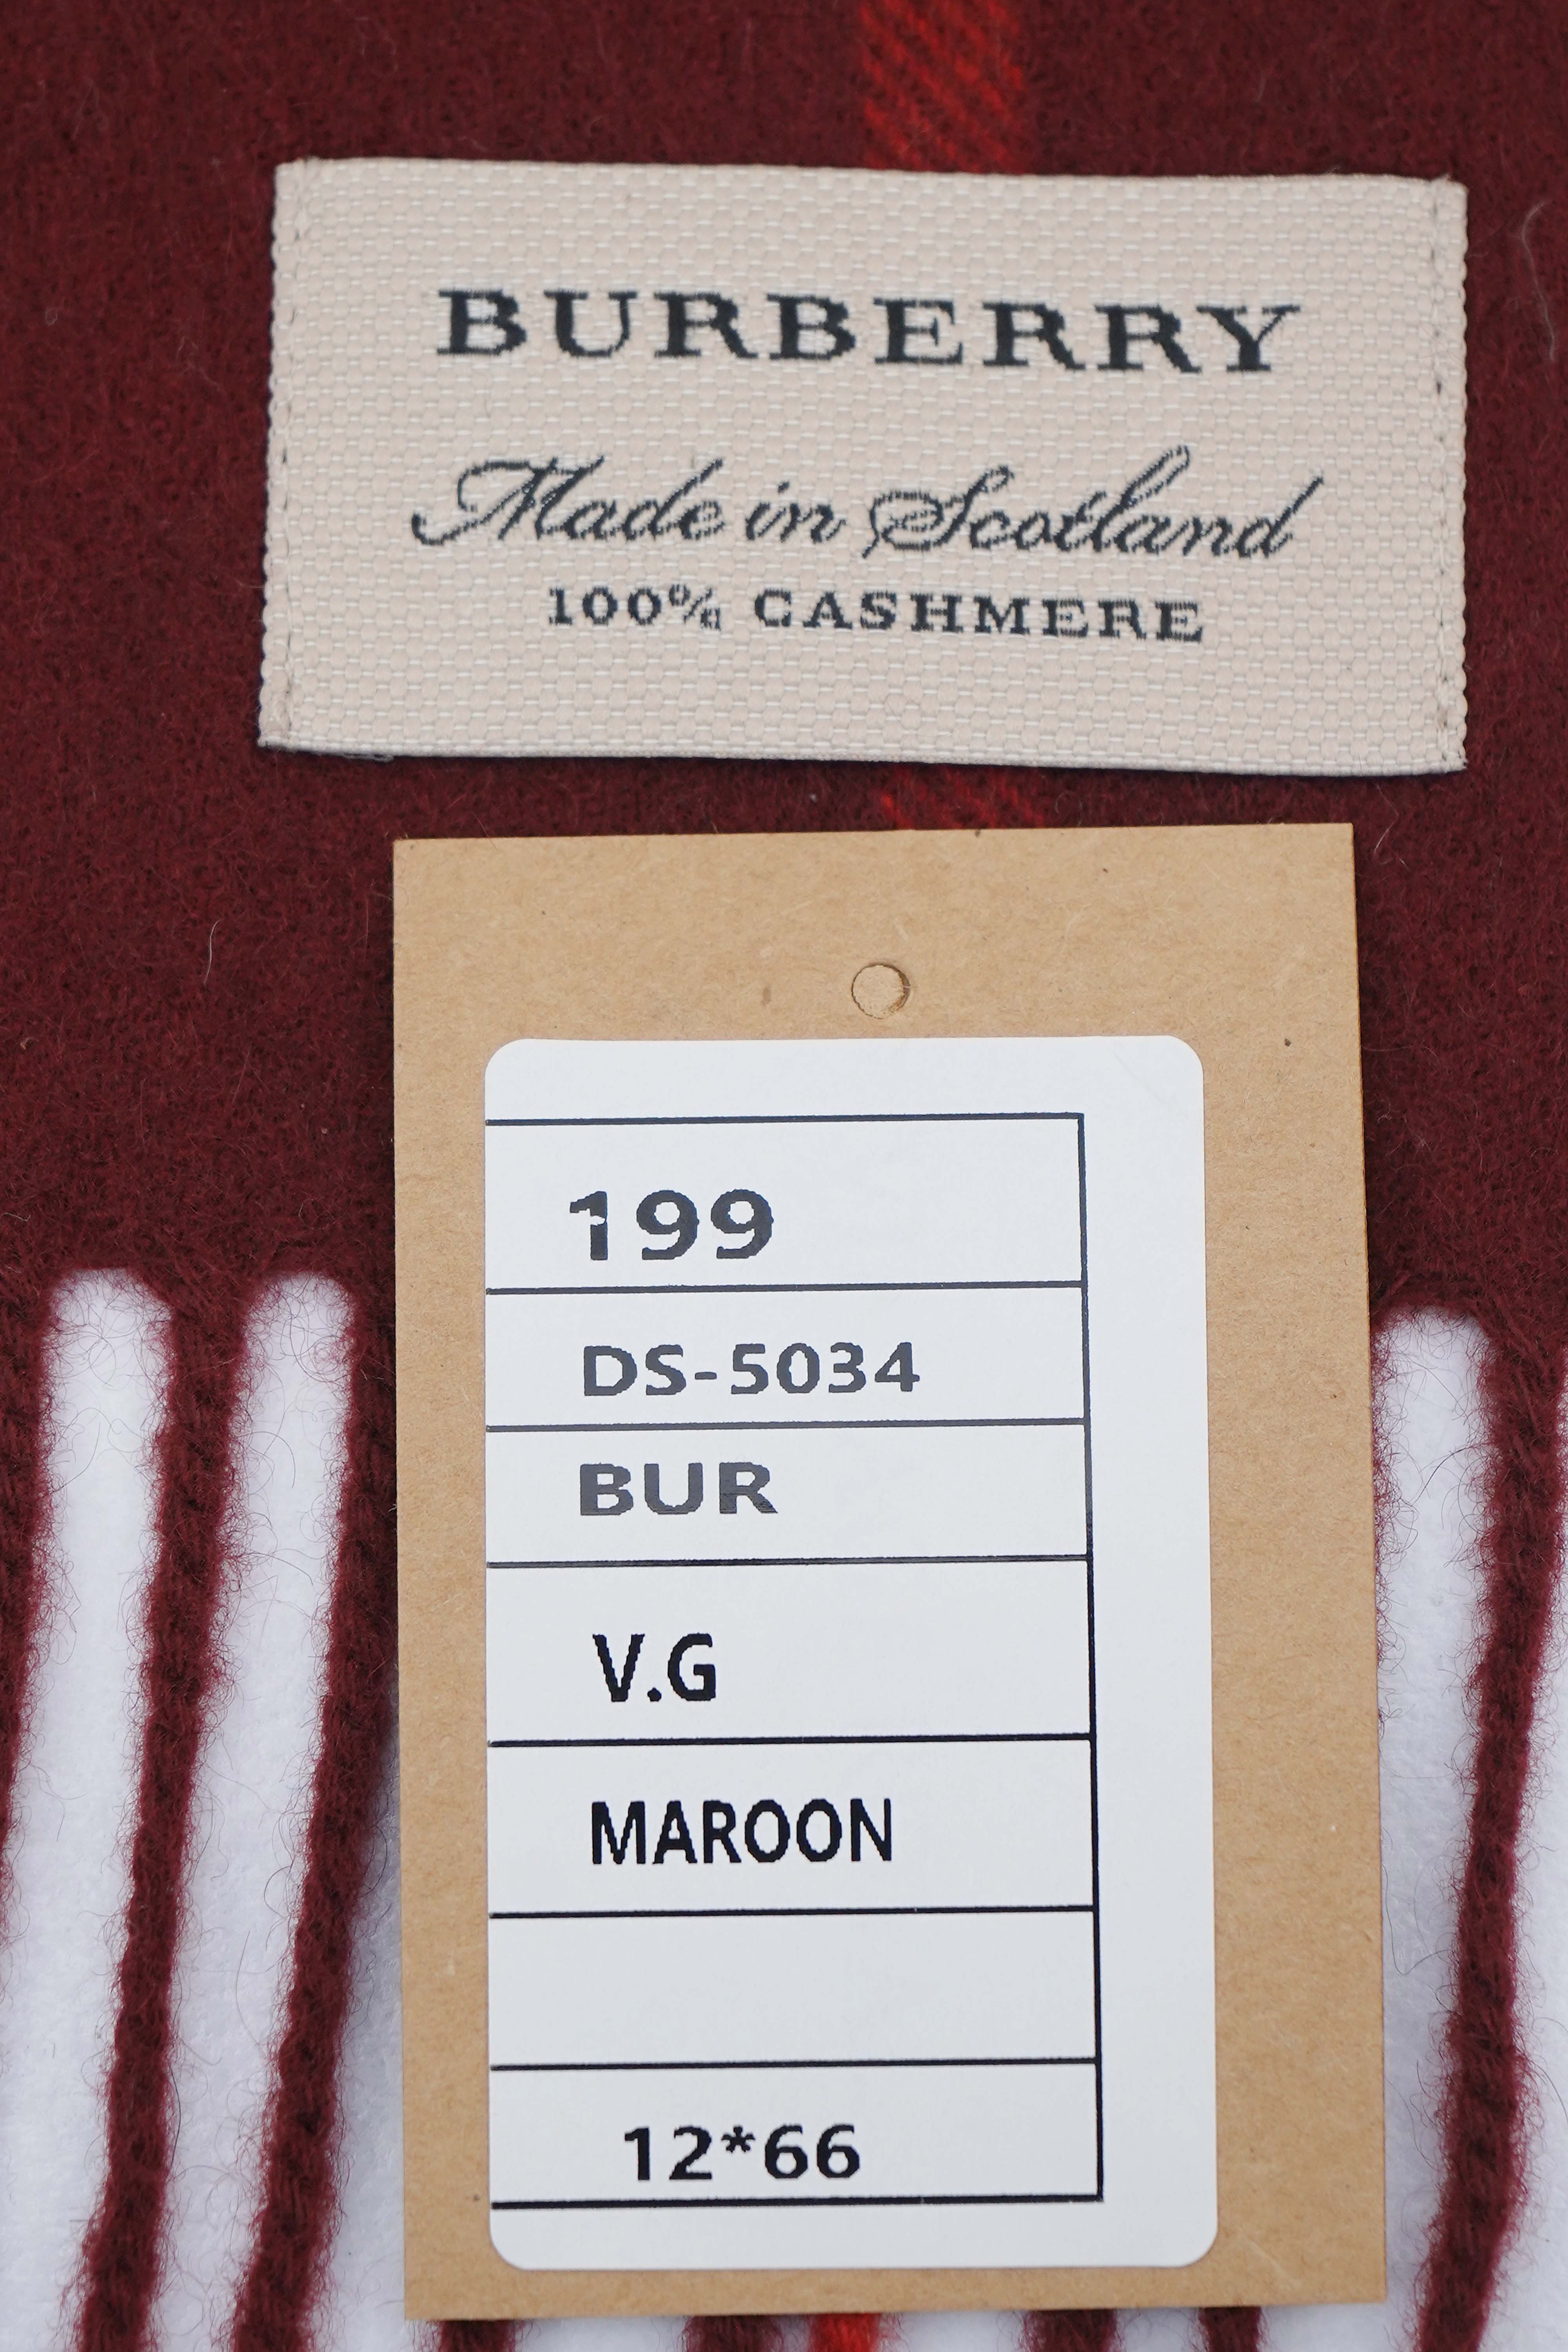 BURBERRY
Made in Scotland
100% CASHMERE
199
DS-5034
BUR
V.G
MAROON
12*66